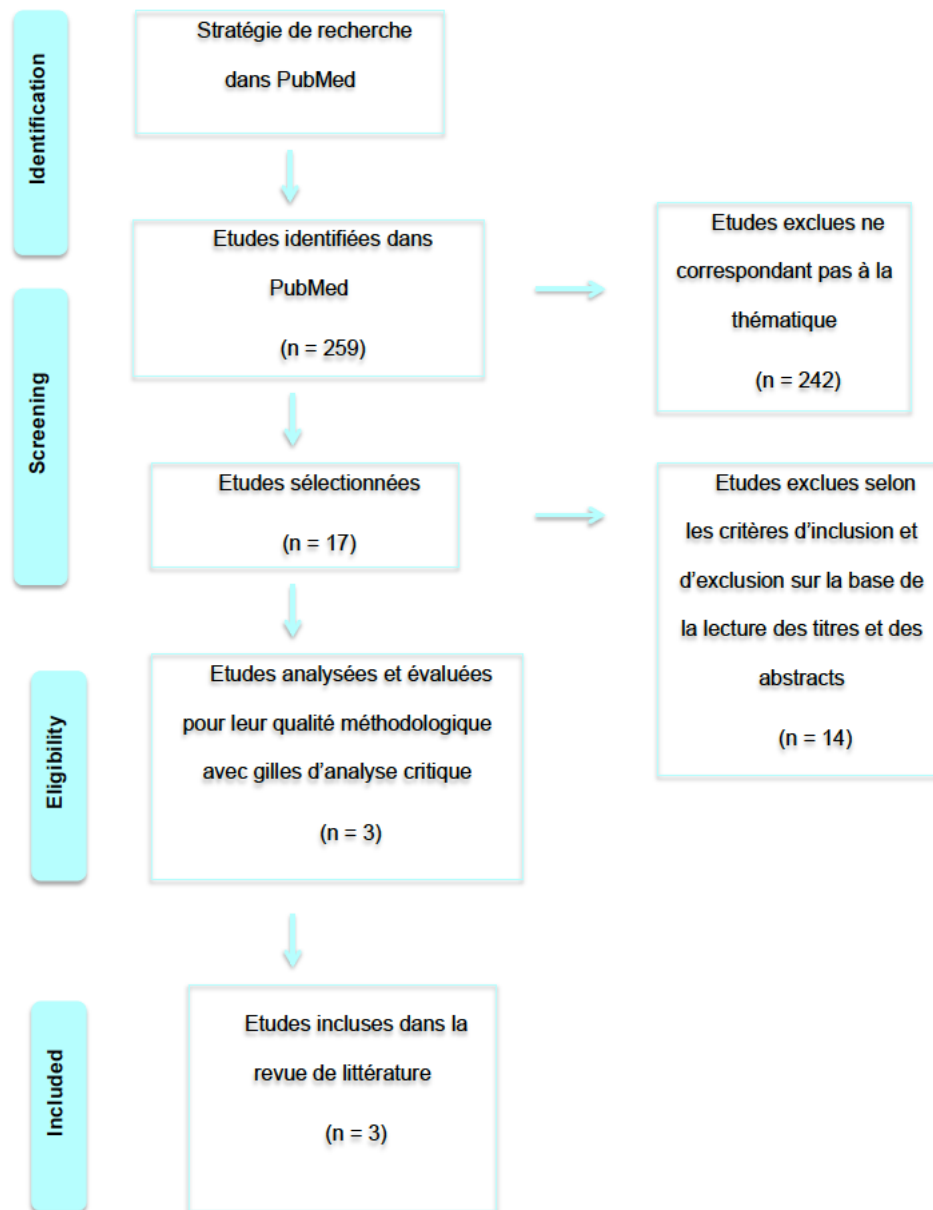 Identification
Stratégie de recherche
dans PubMed
Etudes identifiées dans
PubMed
(n = 259)
Etudes exclues ne
correspondant pas à la
thématique
(n = 242)
Screening
Etudes sélectionnées
(n = 17)
Etudes exclues selon
les critères d'inclusion et
d'exclusion sur la base de
la lecture des titres et des
abstracts
(n = 14)
Eligibility
Etudes analysées et évaluées
pour leur qualité méthodologique
avec gilles d'analyse critique
(n = 3)
Included
Etudes incluses dans la
revue de littérature
(n = 3)